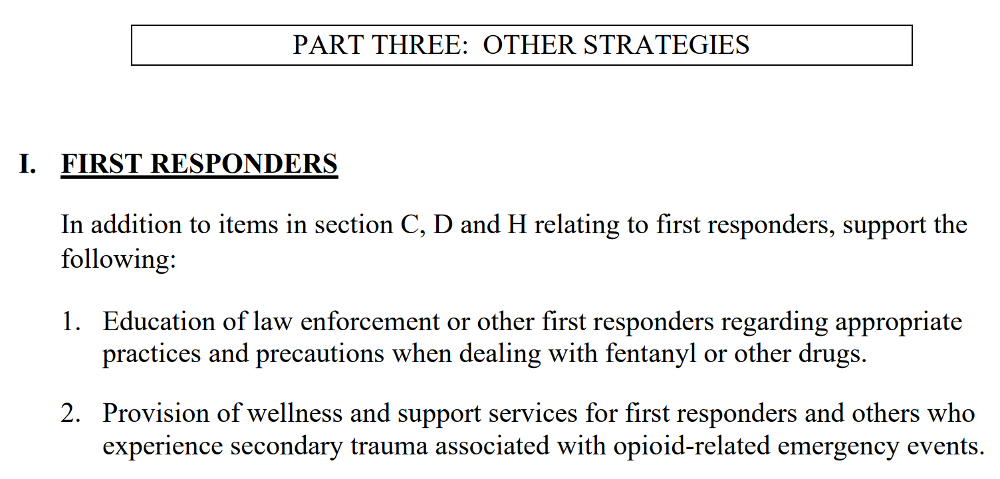 PART THREE:  OTHER STRATEGIES
I. FIRST RESPONDERS
In addition to items in section C, D and H relating to first responders, support the
following:
1. Education of law enforcement or other first responders regarding appropriate
practices and precautions when dealing with fentanyl or other drugs.
2. Provision of wellness and support services for first responders and others who
experience secondary trauma associated with opioid-related emergency events.